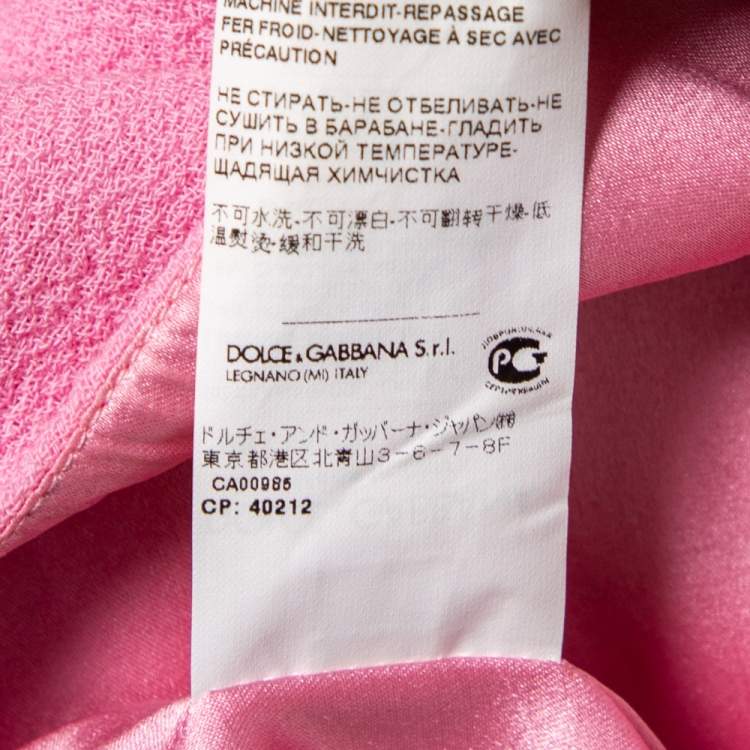 MACHINE INTERDIT-REPASSAGE
FER FROID-NETTOYAGE À SEC AVEC
PRÉCAUTION
НЕ СТИРАТЬ-НЕ ОТБЕЛИВАТЬ-НЕ
СУШИТЬ В БАРАБАНЕ-ГЛАДИТЬ
ПРИ НИЗКОЙ ТЕМПЕРАТУРЕ-
ЩАДЯЩАЯ ХИМЧИСТКА
不可水洗-不可漂白-不可翻转干燥-低
温熨烫-缓和干洗
DOLCE & GABBANA S.r.l.
LEGNANO (MI) ITALY
PCT
ドルチェ・アンド・ガッバーナ・ジャパン㈱
東京都港区北青山3-6-7-8F
CA00985
CP: 40212